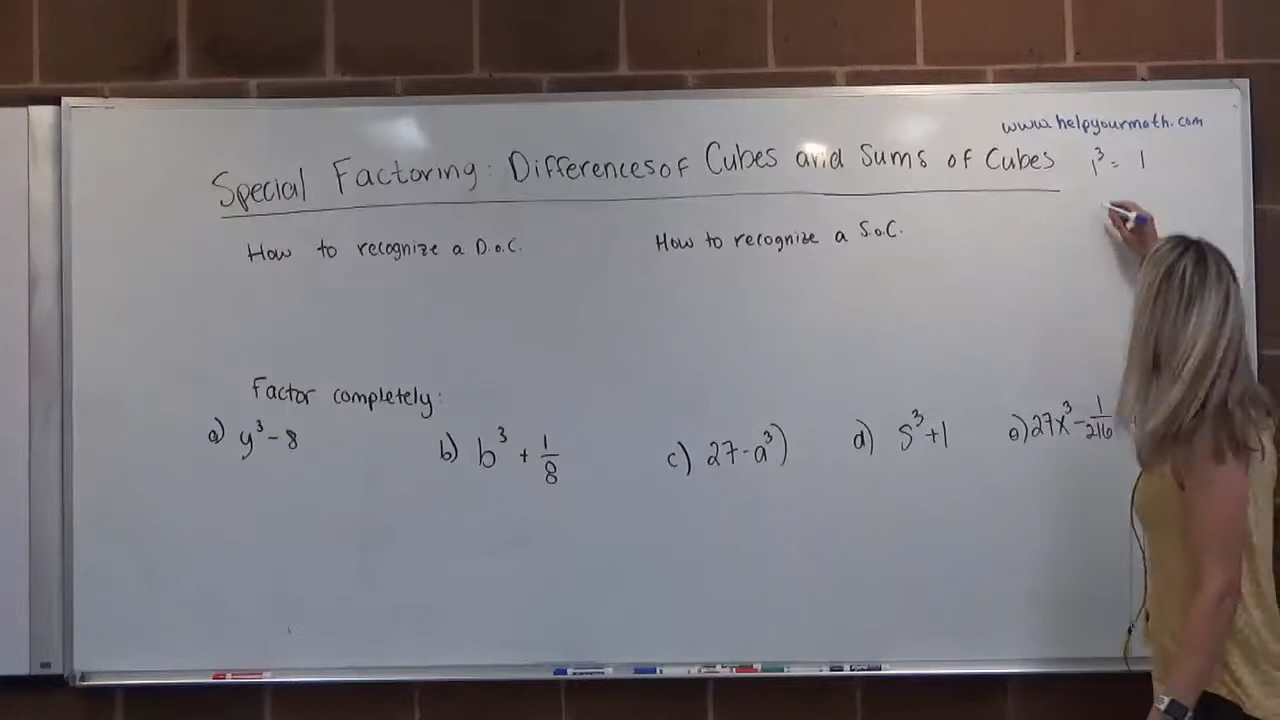 www.helpyourmath.com
Special Factoring: Differences of Cubes and Sums of Cubes
1³ = 1
How to recognize a D.o.C.
How to recognize a S.o.C.
Factor completely:
a) y³ - 8
b) b³ + 1/8
c) 27 - a³)
d) s³ + 1
e) 27x³ - 1/216